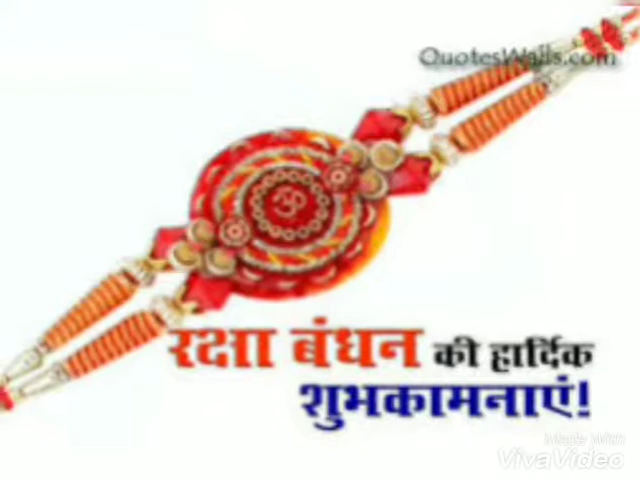 QuotesWalls.com
रक्षा बंधन की हार्दिक
शुभकामनाएं!
Made With
VivaVideo